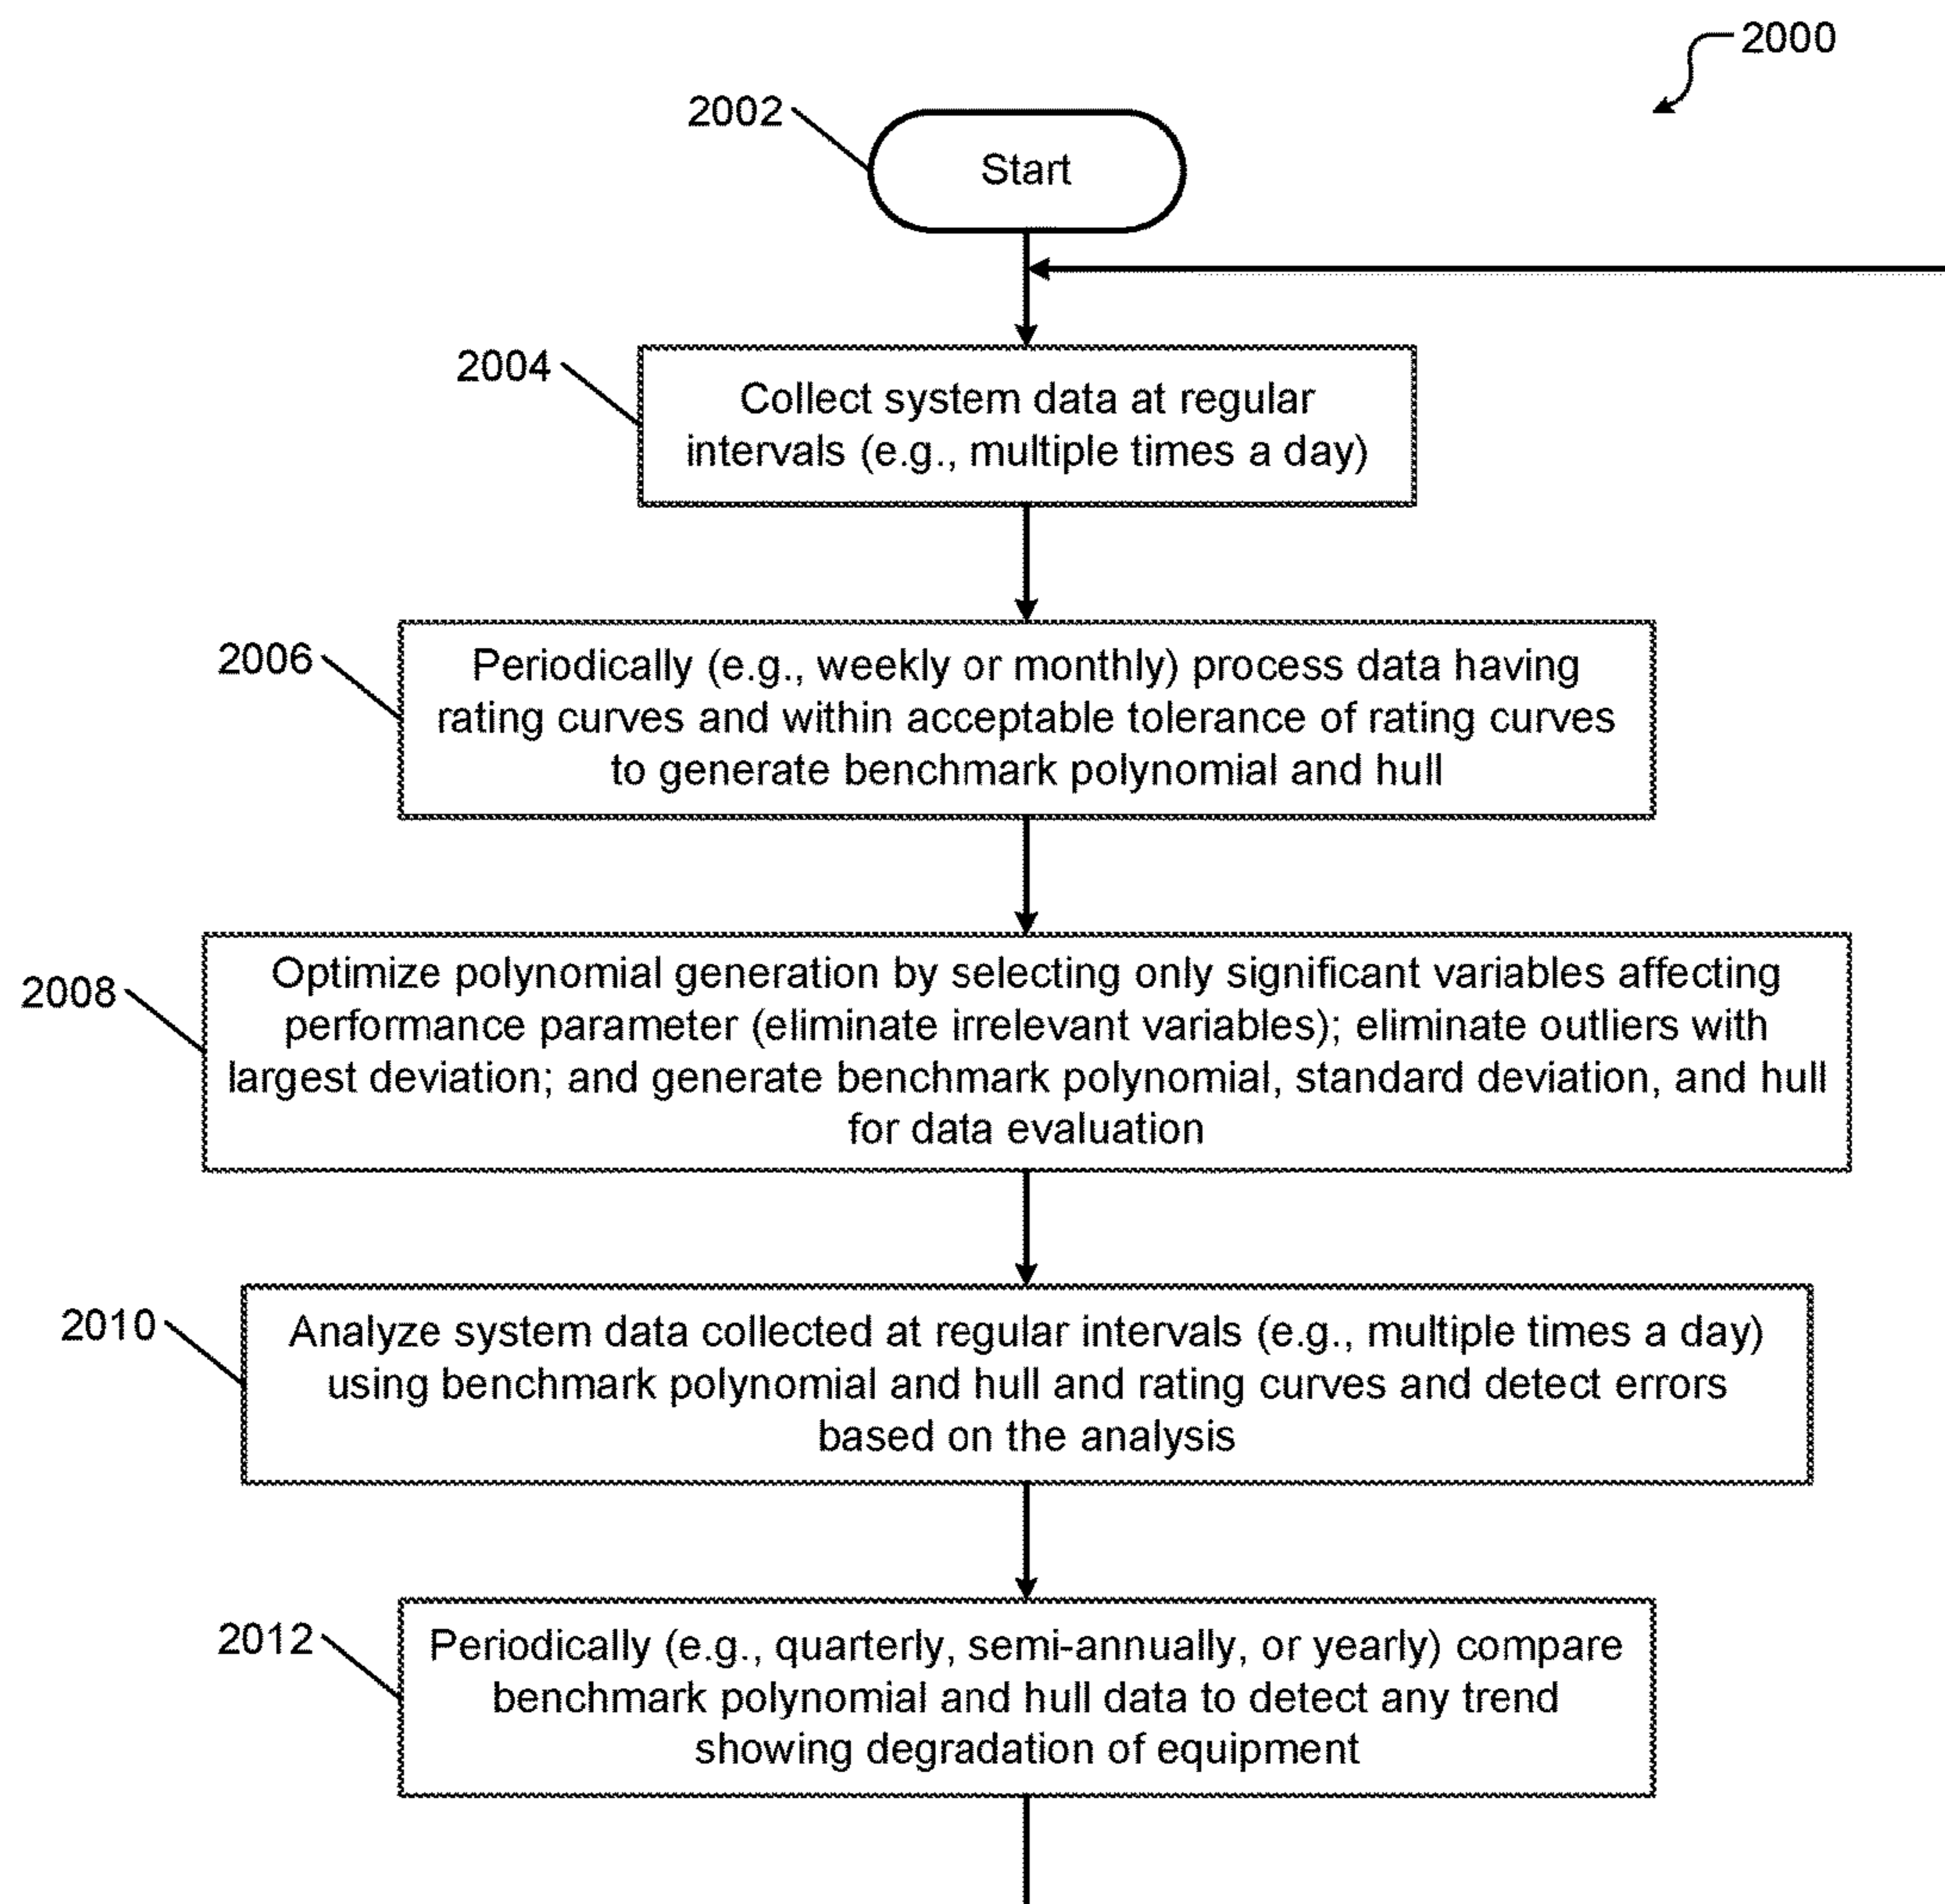 2000
2002
Start
2004
Collect system data at regular
intervals (e.g., multiple times a day)
2006
Periodically (e.g., weekly or monthly) process data having
rating curves and within acceptable tolerance of rating curves
to generate benchmark polynomial and hull
2008
Optimize polynomial generation by selecting only significant variables affecting
performance parameter (eliminate irrelevant variables); eliminate outliers with
largest deviation; and generate benchmark polynomial, standard deviation, and hull
for data evaluation
2010
Analyze system data collected at regular intervals (e.g., multiple times a day)
using benchmark polynomial and hull and rating curves and detect errors
based on the analysis
2012
Periodically (e.g., quarterly, semi-annually, or yearly) compare
benchmark polynomial and hull data to detect any trend
showing degradation of equipment